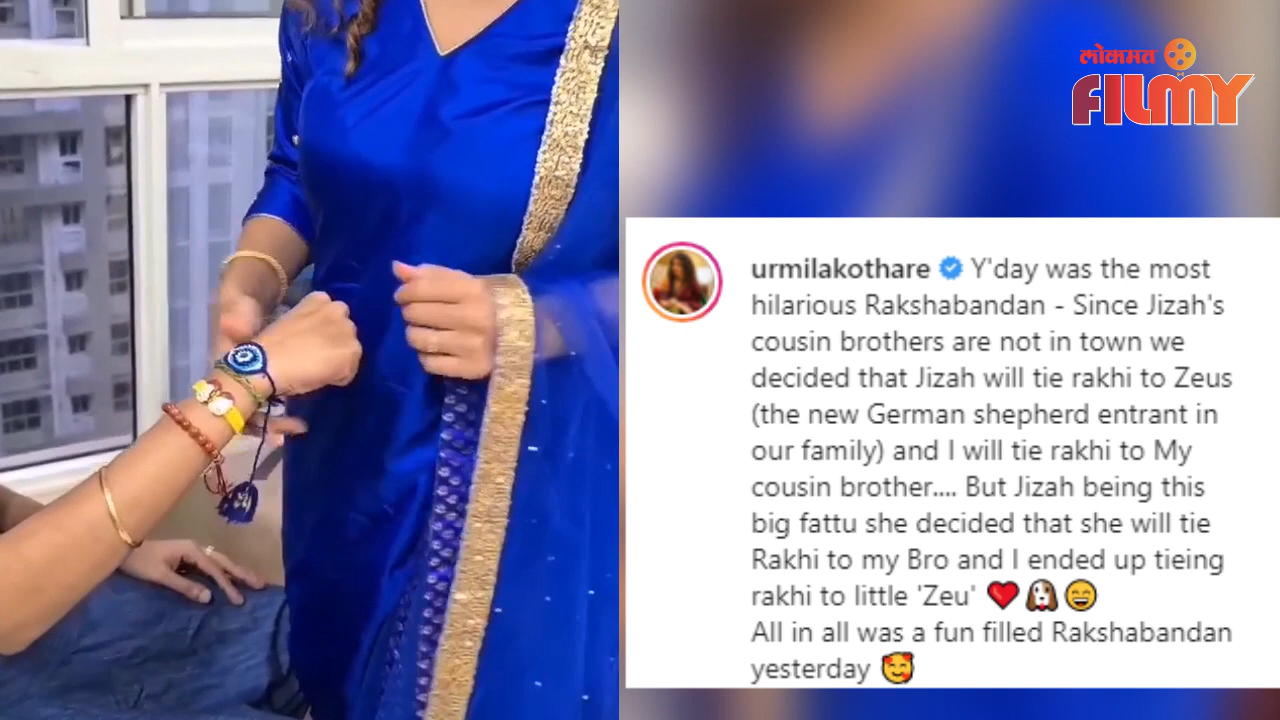 लोकमत
FILMY
urmilakothare Y'day was the most
hilarious Rakshabandan - Since Jizah's
cousin brothers are not in town we
decided that Jizah will tie rakhi to Zeus
(the new German shepherd entrant in
our family) and I will tie rakhi to My
cousin brother.... But Jizah being this
big fattu she decided that she will tie
Rakhi to my Bro and I ended up tieing
rakhi to little 'Zeu' ❤️🐶😄
All in all was a fun filled Rakshabandan
yesterday 🥰